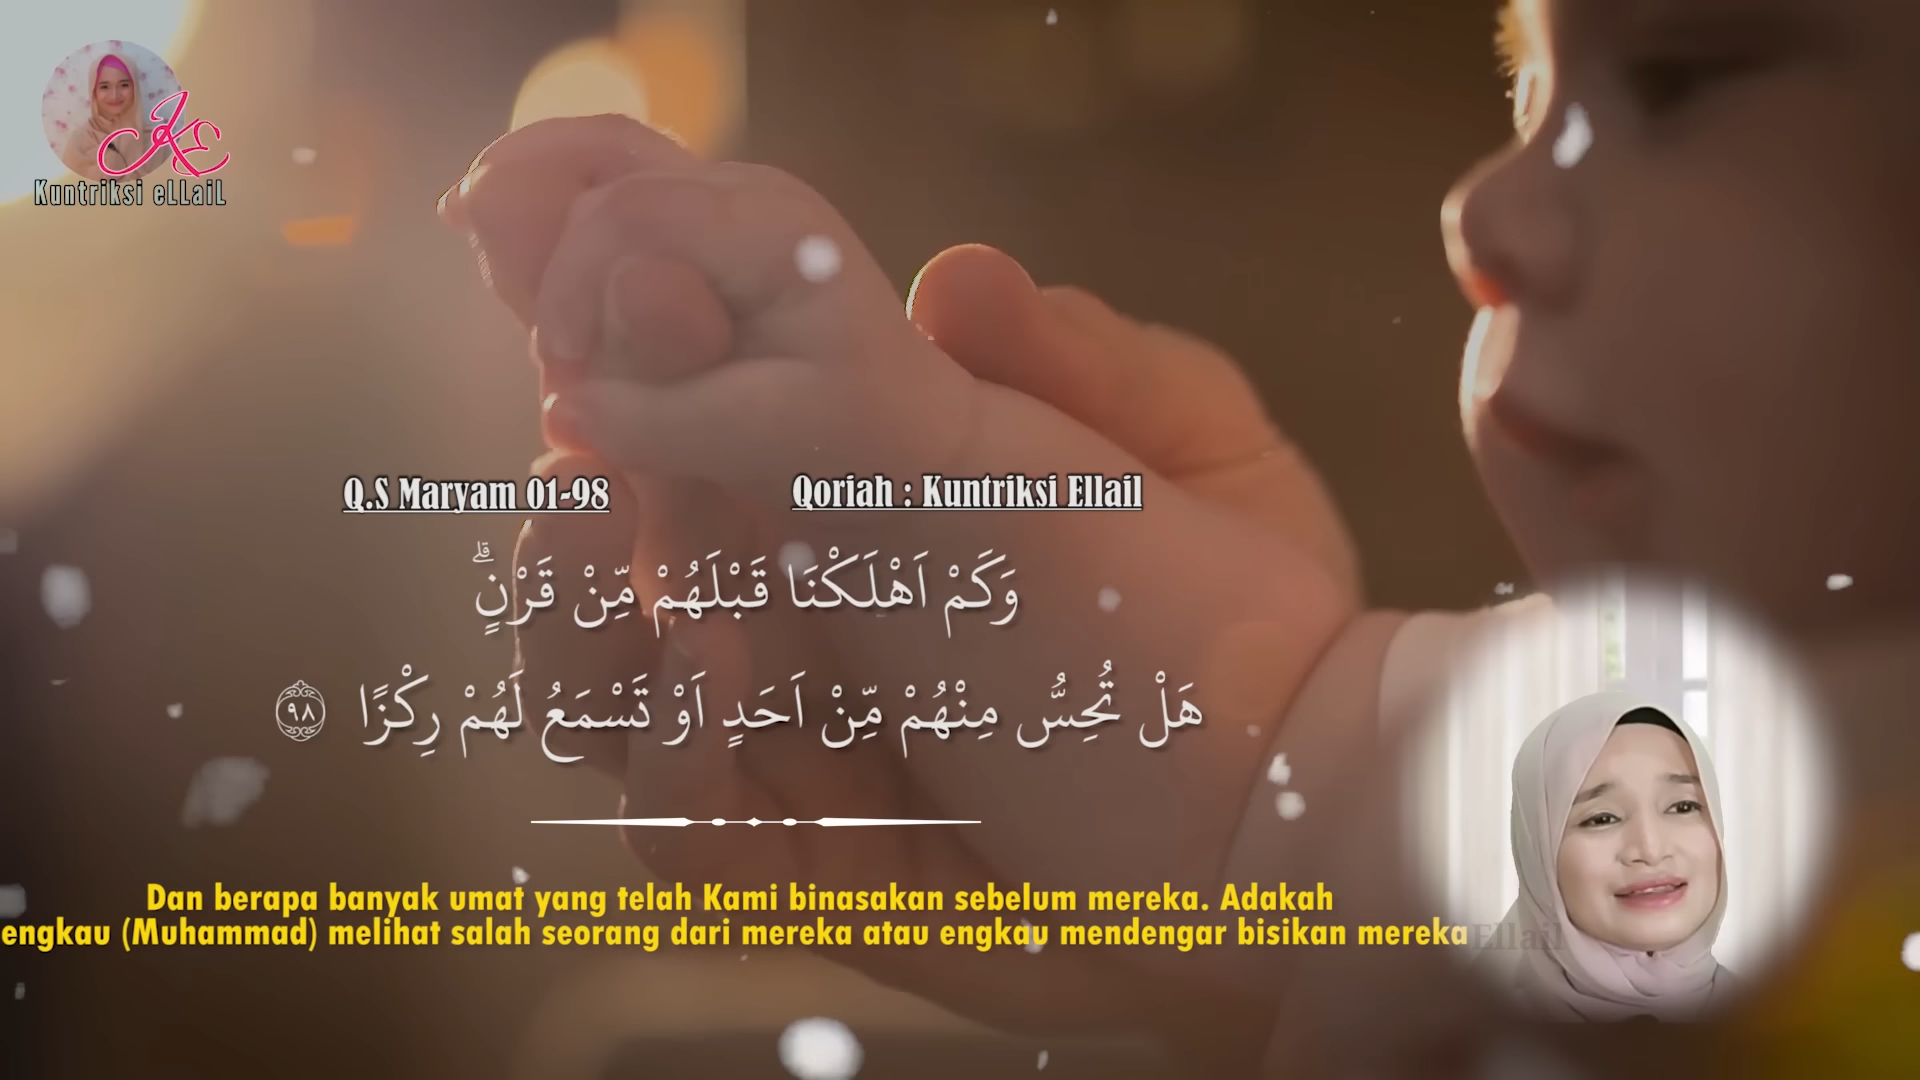 Kuntriksi eLLaiL
Q.S Maryam 01-98
Qoriah : Kuntriksi Ellail
وَكَمْ اَهْلَكْنَا قَبْلَهُمْ مِّنْ قَرْنٍۗ
هَلْ تُحِسُّ مِنْهُمْ مِّنْ اَحَدٍ اَوْ تَسْمَعُ لَهُمْ رِكْزًا ٩٨
Dan berapa banyak umat yang telah Kami binasakan sebelum mereka. Adakah
engkau (Muhammad) melihat salah seorang dari mereka atau engkau mendengar bisikan mereka
Ellail